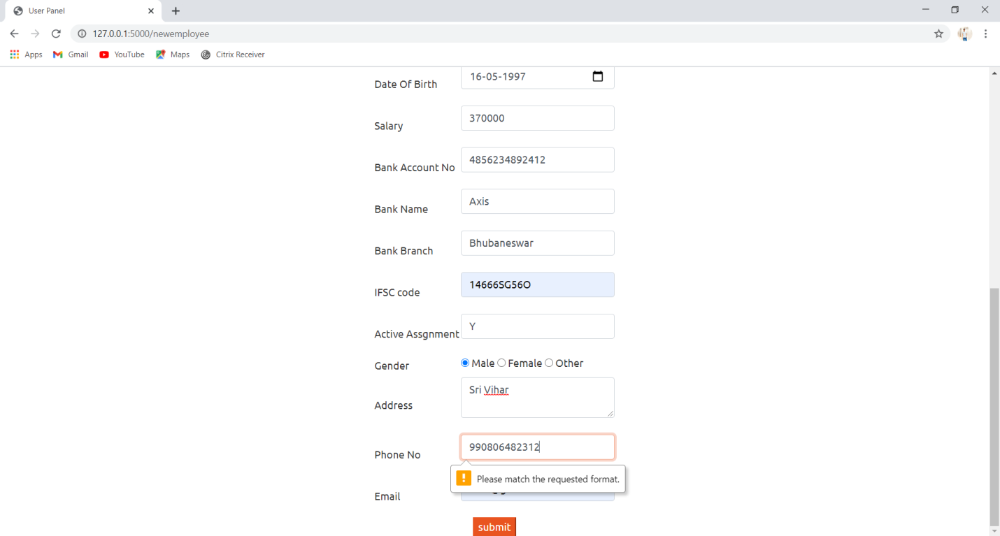 User Panel
127.0.0.1:5000/newemployee
Apps Gmail YouTube Maps Citrix Receiver
Date Of Birth 16-05-1997
Salary 370000
Bank Account No 4856234892412
Bank Name Axis
Bank Branch Bhubaneswar
IFSC code 14666SG56O
Active Assgnment Y
Gender Male Female Other
Address Sri Vihar
Phone No 990806482312
Please match the requested format.
Email
submit